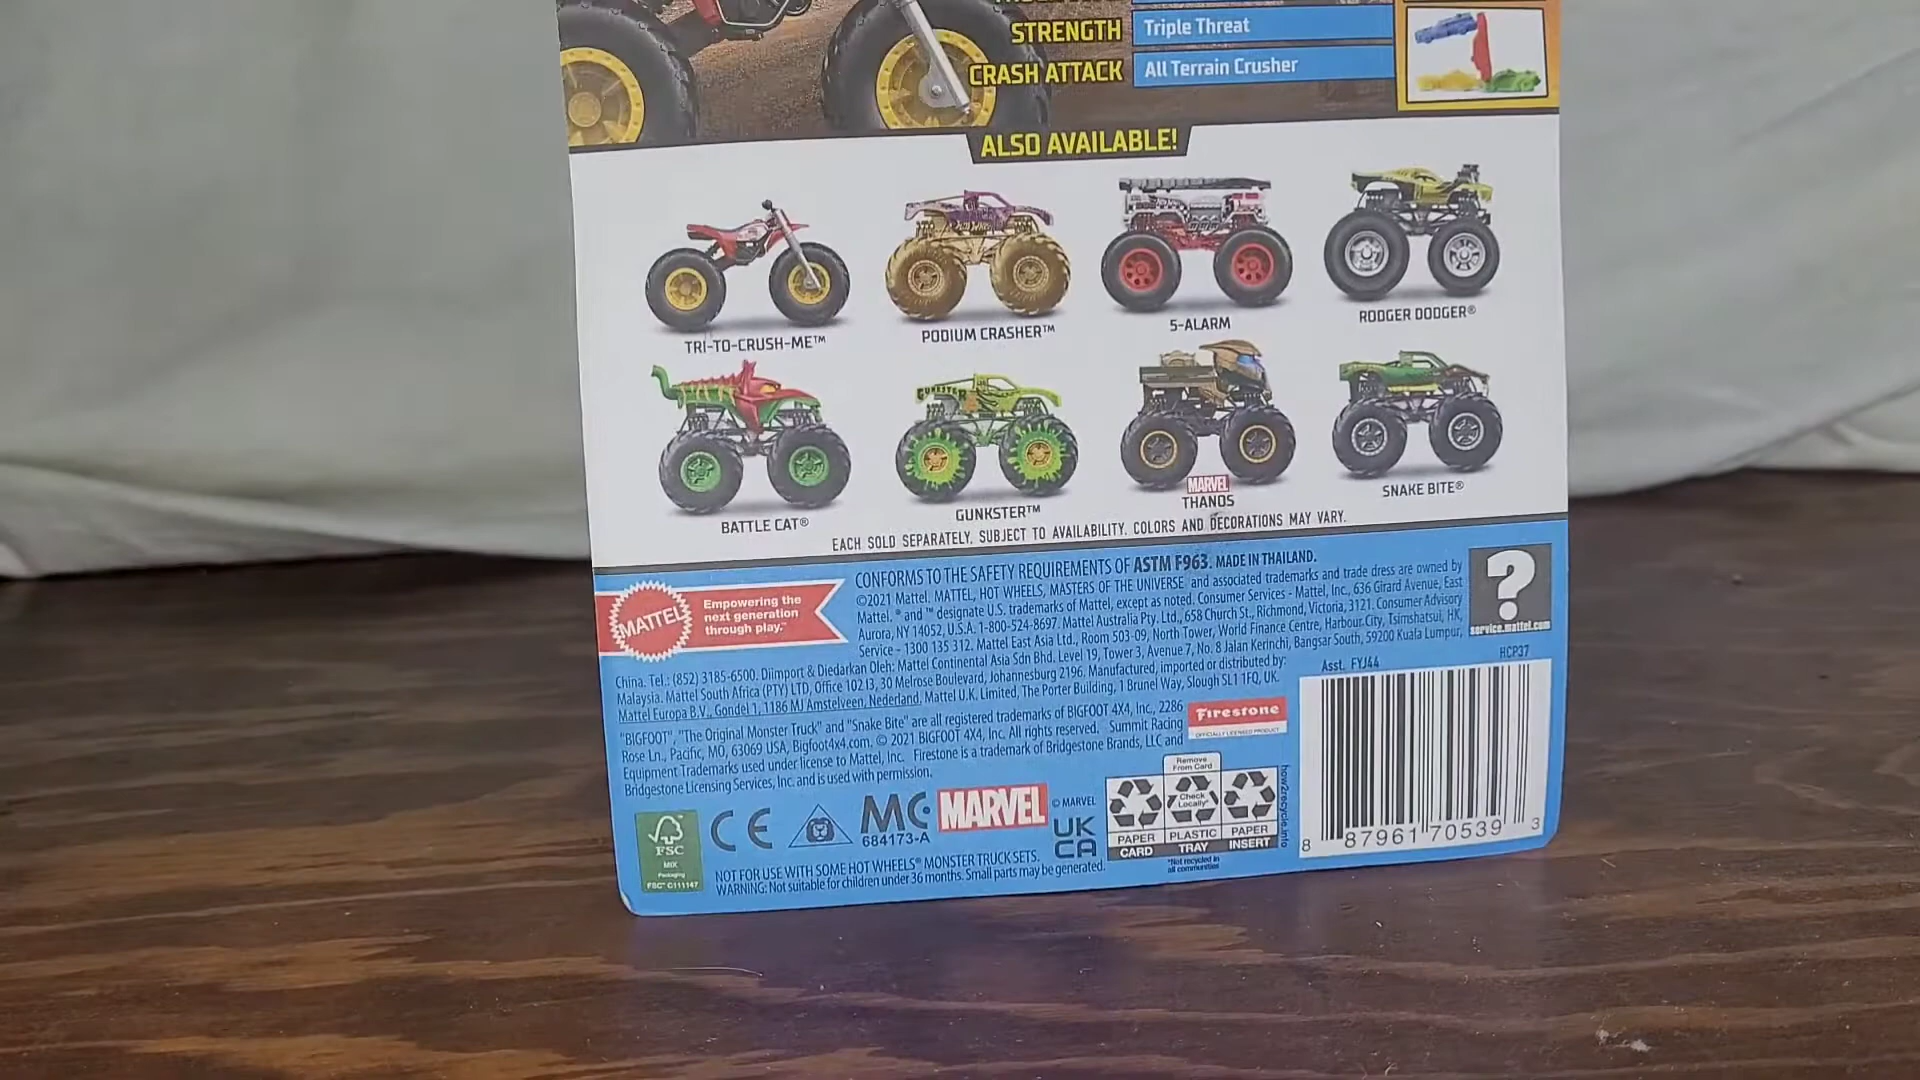 STRENGTH Triple Threat
CRASH ATTACK All Terrain Crusher
ALSO AVAILABLE!
TRI-TO-CRUSH-ME™
PODIUM CRASHER™
5-ALARM
RODGER DODGER®
BATTLE CAT®
GUNKSTER
GUNKSTER™
MARVEL
THANOS
SNAKE BITE®
EACH SOLD SEPARATELY. SUBJECT TO AVAILABILITY. COLORS AND DECORATIONS MAY VARY.
MATTEL
Empowering the
next generation
through play.™
CONFORMS TO THE SAFETY REQUIREMENTS OF ASTM F963. MADE IN THAILAND.
©2021 Mattel. MATTEL, HOT WHEELS, MASTERS OF THE UNIVERSE and associated trademarks and trade dress are owned by
Mattel. ® and ™ designate U.S. trademarks of Mattel, except as noted. Consumer Services - Mattel, Inc., 636 Girard Avenue, East
Aurora, NY 14052, U.S.A. 1-800-524-8697. Mattel Australia Pty. Ltd., 658 Church St., Richmond, Victoria, 3121. Consumer Advisory
Service - 1300 135 312. Mattel East Asia Ltd., Room 503-09, North Tower, World Finance Centre, Harbour City, Tsimshatsui, HK,
China. Tel.: (852) 3185-6500. Diimport & Diedarkan Oleh: Mattel Continental Asia Sdn Bhd. Level 19, Tower 3, Avenue 7, No. 8 Jalan Kerinchi, Bangsar South, 59200 Kuala Lumpur,
Malaysia. Mattel South Africa (PTY) LTD, Office 102 I3, 30 Melrose Boulevard, Johannesburg 2196. Manufactured, imported or distributed by:
Mattel Europa B.V., Gondel 1, 1186 MJ Amstelveen, Nederland. Mattel U.K. Limited, The Porter Building, 1 Brunel Way, Slough SL1 1FQ, UK.
"BIGFOOT", "The Original Monster Truck" and "Snake Bite" are all registered trademarks of BIGFOOT 4X4, Inc., 2286
Rose Ln., Pacific, MO, 63069 USA, Bigfoot4x4.com. © 2021 BIGFOOT 4X4, Inc. All rights reserved. Summit Racing
Equipment Trademarks used under license to Mattel, Inc. Firestone is a trademark of Bridgestone Brands, LLC and
Bridgestone Licensing Services, Inc. and is used with permission.
?
service.mattel.com
Asst. FYJ44
HCP37
Firestone
OFFICIALLY LICENSED PRODUCT
FSC
MIX
Packaging
FSC® C111147
CE
MC
684173-A
MARVEL
© MARVEL
UK
CA
Remove
From Card
Check
Locally*
PAPER
CARD
PLASTIC
TRAY
PAPER
INSERT
*Not recycled in
all communities
how2recycle.info
8 87961 70539 3
NOT FOR USE WITH SOME HOT WHEELS® MONSTER TRUCK SETS.
WARNING: Not suitable for children under 36 months. Small parts may be generated.